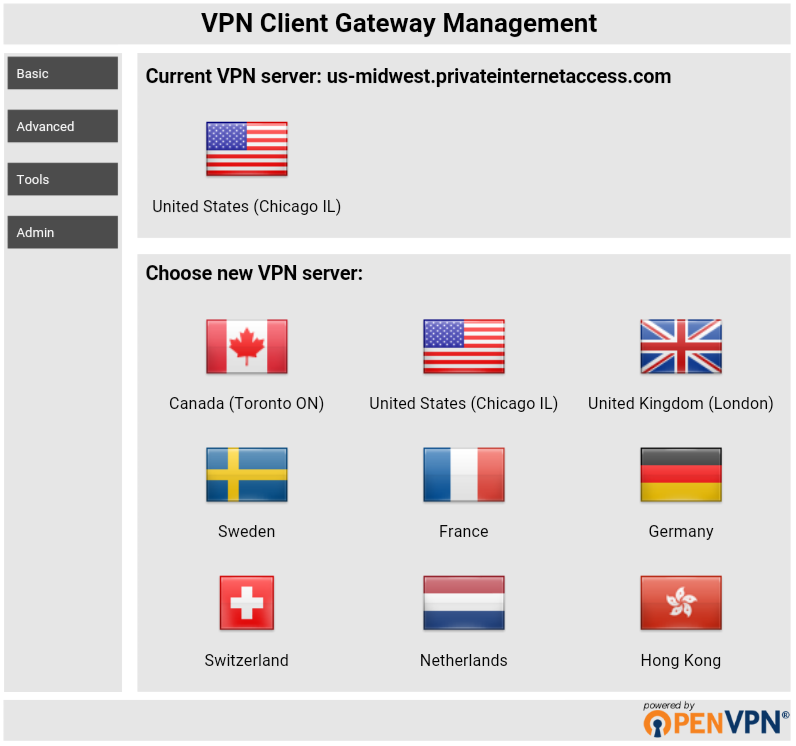 VPN Client Gateway Management
Basic
Advanced
Tools
Admin
Current VPN server: us-midwest.privateinternetaccess.com
United States (Chicago IL)
Choose new VPN server:
Canada (Toronto ON)
United States (Chicago IL)
United Kingdom (London)
Sweden
France
Germany
Switzerland
Netherlands
Hong Kong
powered by
OPENVPN®